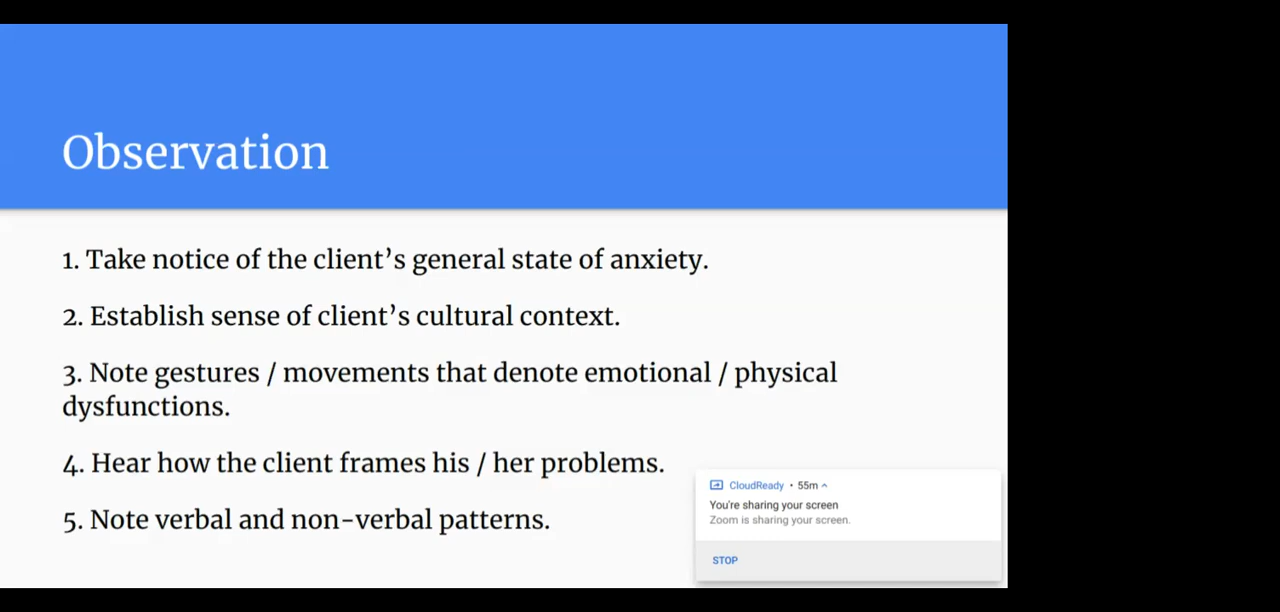 Observation
1. Take notice of the client’s general state of anxiety.
2. Establish sense of client’s cultural context.
3. Note gestures / movements that denote emotional / physical
dysfunctions.
4. Hear how the client frames his / her problems.
5. Note verbal and non-verbal patterns.
CloudReady • 55m
You're sharing your screen
Zoom is sharing your screen.
STOP